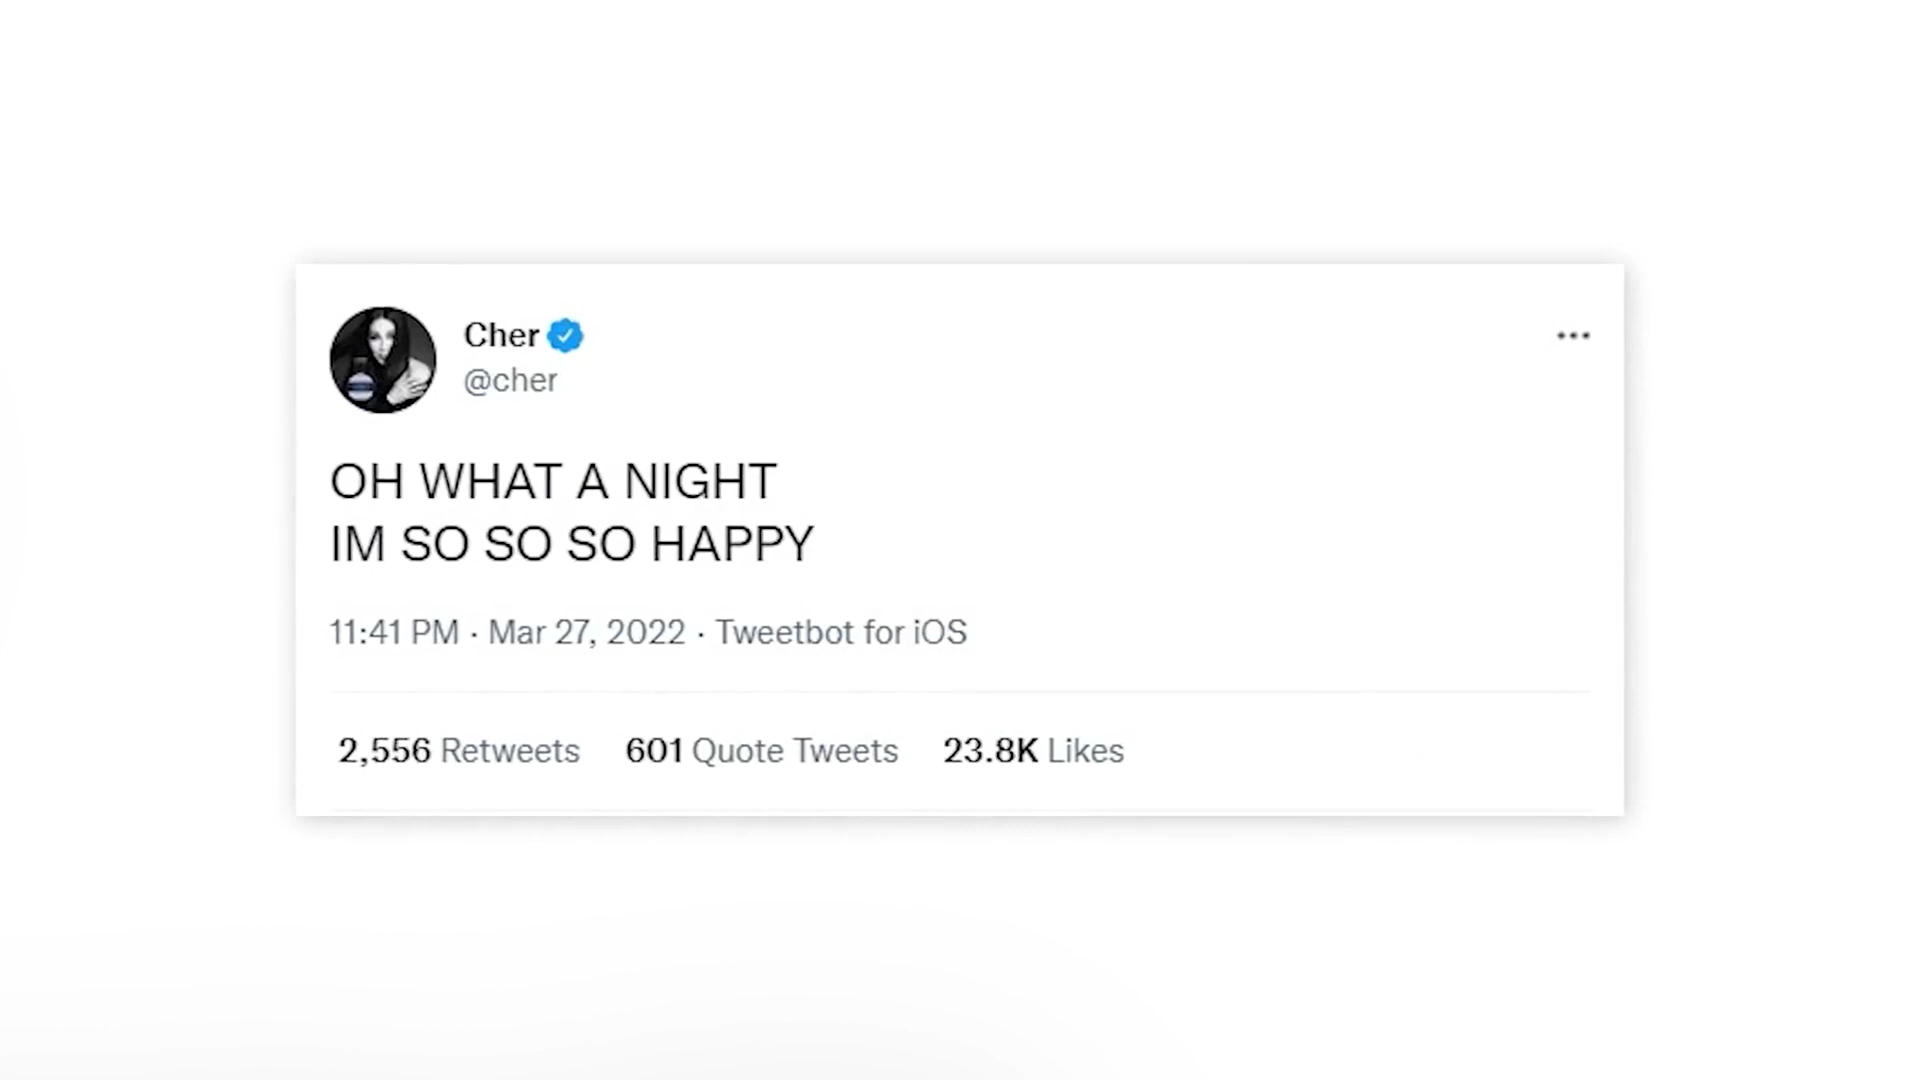 Cher
@cher
OH WHAT A NIGHT
IM SO SO SO HAPPY
11:41 PM · Mar 27, 2022 · Tweetbot for iOS
2,556 Retweets 601 Quote Tweets 23.8K Likes